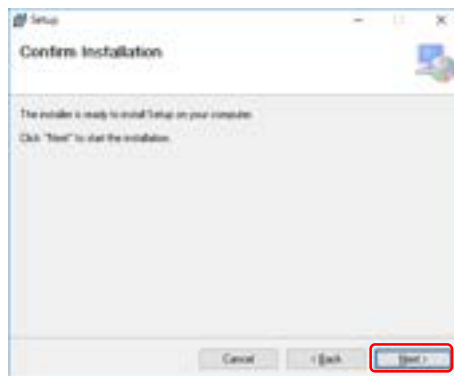 Setup
Confirm Installation
The installer is ready to install Setup on your computer.
Click "Next" to start the installation.
Cancel
< Back
Next >